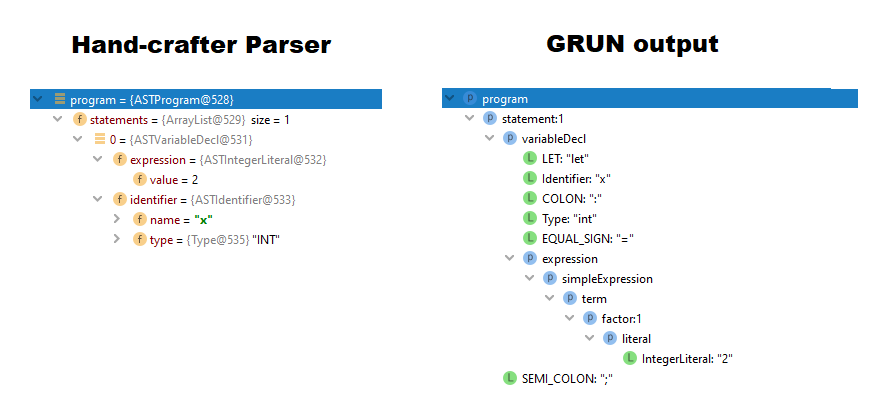 Hand-crafter Parser
program = {ASTProgram@528}
f statements = {ArrayList@529} size = 1
0 = {ASTVariableDecl@531}
f expression = {ASTIntegerLiteral@532}
f value = 2
f identifier = {ASTIdentifier@533}
f name = "x"
f type = {Type@535} "INT"
GRUN output
p program
p statement:1
p variableDecl
L LET: "let"
L Identifier: "x"
L COLON: ":"
L Type: "int"
L EQUAL_SIGN: "="
p expression
p simpleExpression
p term
p factor:1
p literal
L IntegerLiteral: "2"
L SEMI_COLON: ";"